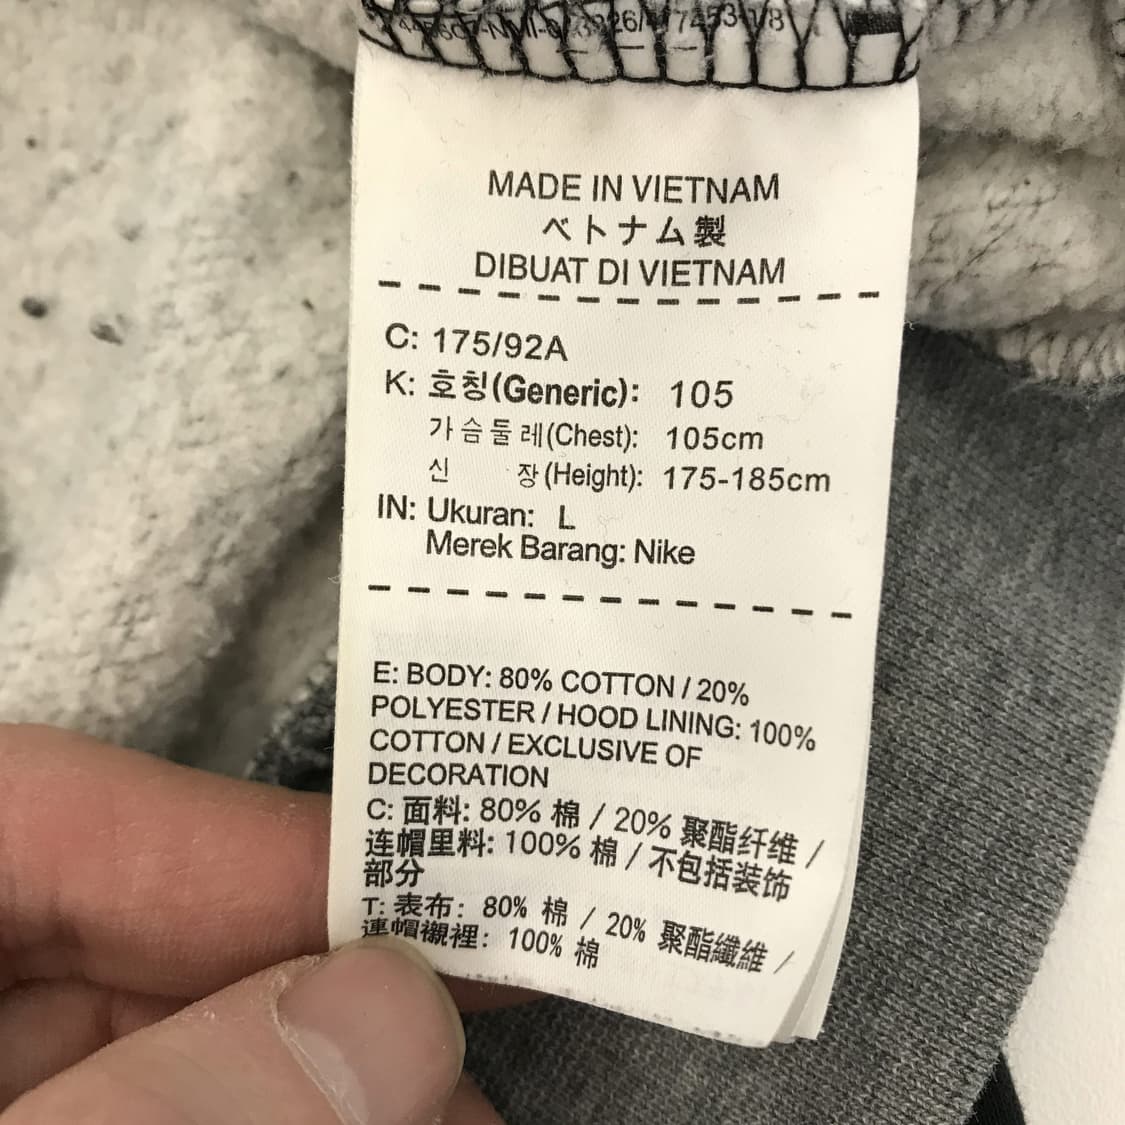 MADE IN VIETNAM
ベトナム製
DIBUAT DI VIETNAM
C: 175/92A
K: 호칭(Generic): 105
가슴둘레(Chest): 105cm
신 장(Height): 175-185cm
IN: Ukuran: L
Merek Barang: Nike
E: BODY: 80% COTTON / 20%
POLYESTER / HOOD LINING: 100%
COTTON / EXCLUSIVE OF
DECORATION
C: 面料: 80% 棉 / 20% 聚酯纤维 /
连帽里料: 100% 棉 / 不包括装饰
部分
T: 表布: 80% 棉 / 20% 聚酯纖維 /
連帽襯裡: 100% 棉